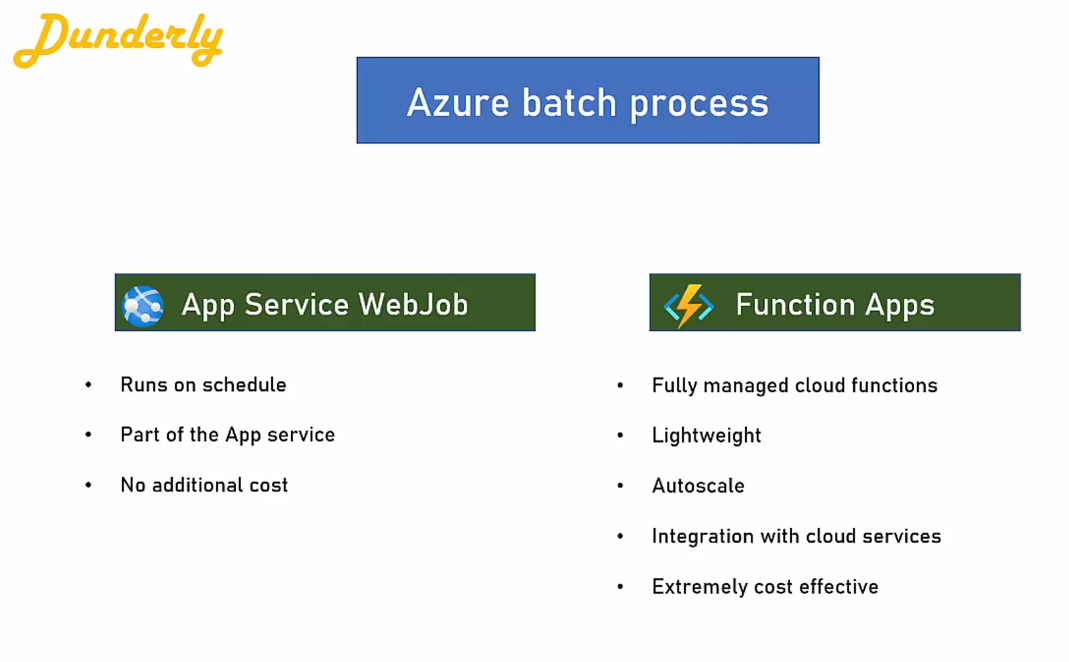 Dunderly
Azure batch process
App Service WebJob
• Runs on schedule
• Part of the App service
• No additional cost
Function Apps
• Fully managed cloud functions
• Lightweight
• Autoscale
• Integration with cloud services
• Extremely cost effective